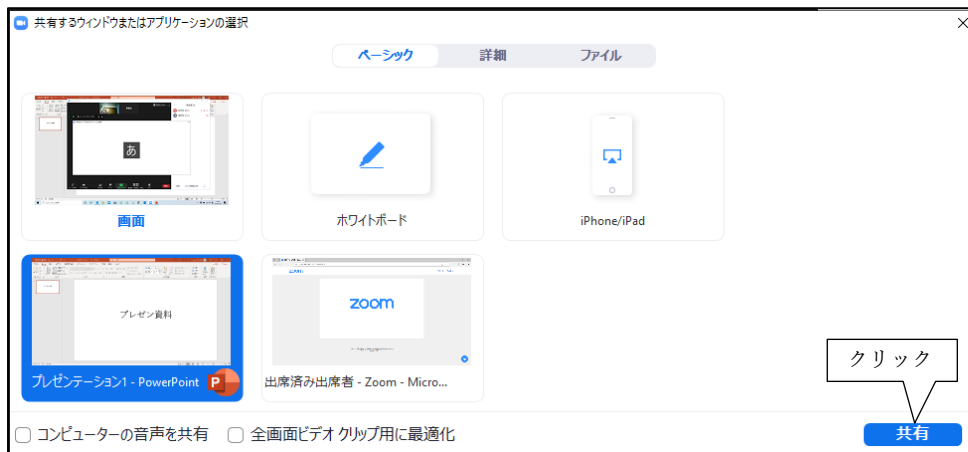 共有するウィンドウまたはアプリケーションの選択
ベーシック 詳細 ファイル
あ
画面
ホワイトボード
iPhone/iPad
プレゼン資料
zoom
zoom
プレゼンテーション1 - PowerPoint P
出席済み出席者 - Zoom - Micro...
クリック
コンピューターの音声を共有
全画面ビデオ クリップ用に最適化
共有